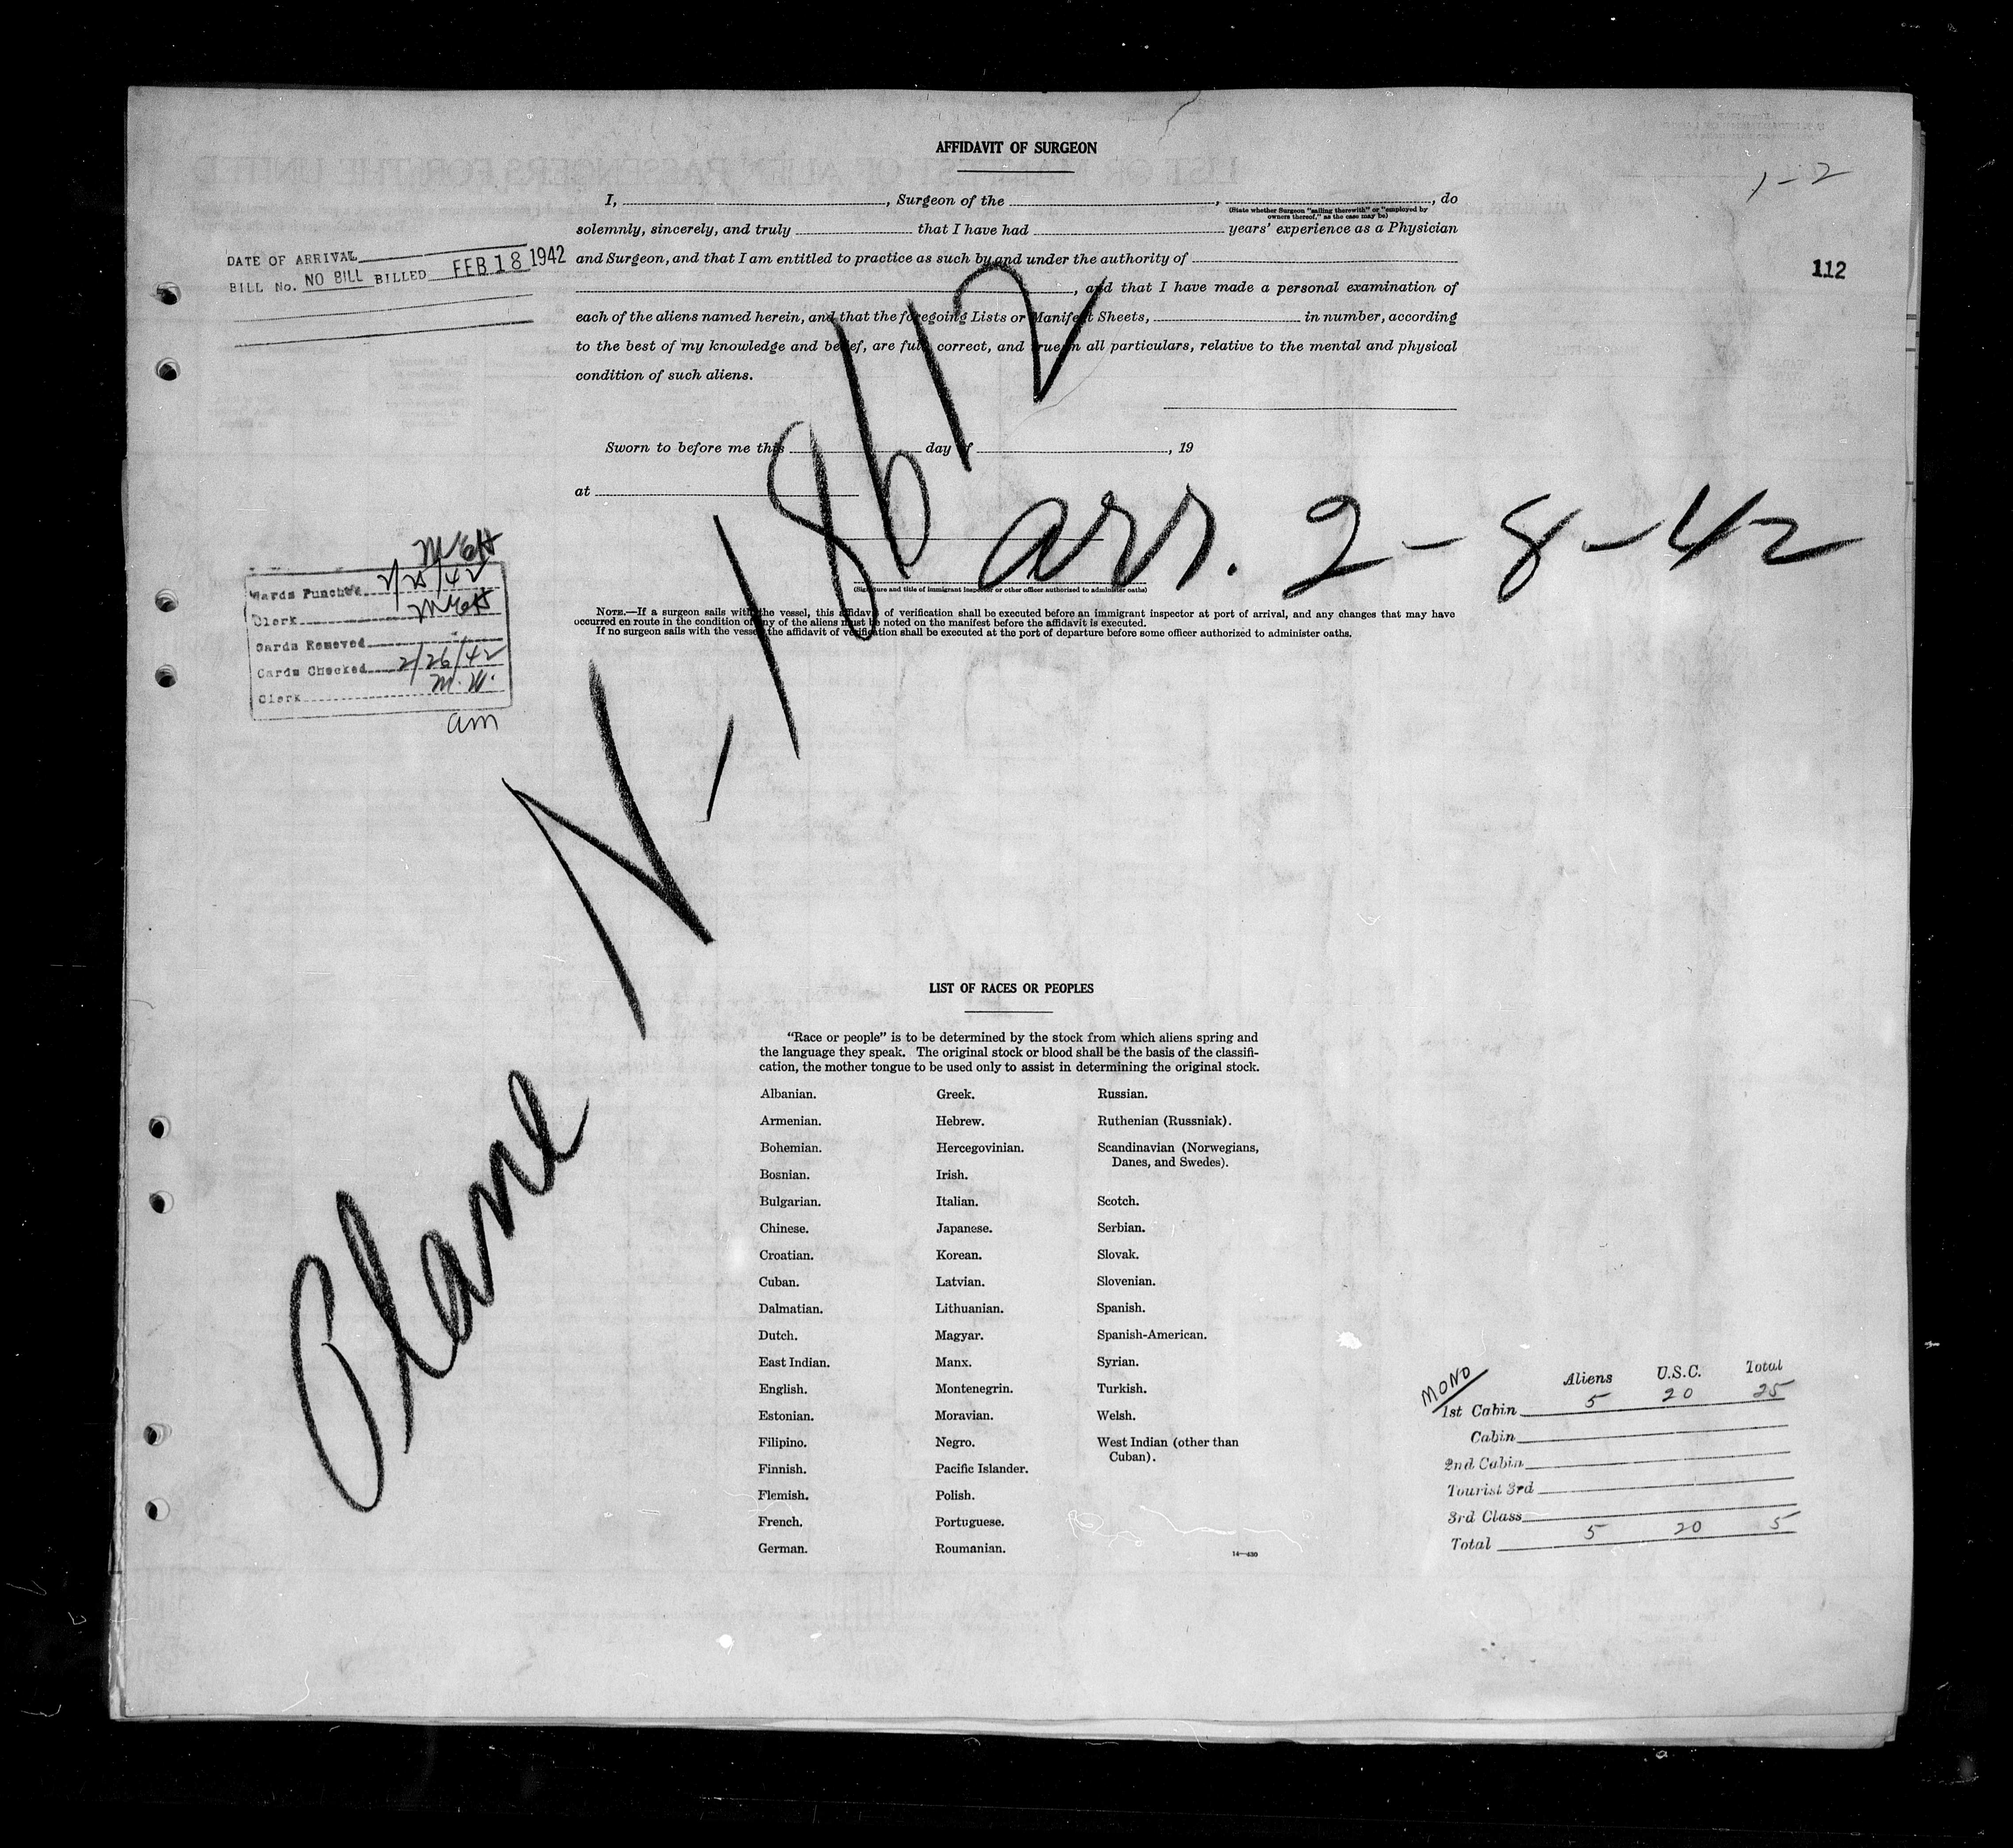 AFFIDAVIT OF SURGEON
1-2
I, , Surgeon of the , , do
(State whether Surgeon "sailing therewith" or "employed by
owners thereof," as the case may be)
solemnly, sincerely, and truly that I have had years' experience as a Physician
and Surgeon, and that I am entitled to practice as such by and under the authority of
, and that I have made a personal examination of
each of the aliens named herein, and that the foregoing Lists or Manifest Sheets, in number, according
to the best of my knowledge and belief, are full, correct, and true in all particulars, relative to the mental and physical
condition of such aliens.
DATE OF ARRIVAL
BILL No. NO BILL BILLED FEB 18 1942
112
Sworn to before me this day of , 19
at
(Signature and title of immigrant inspector or other officer authorized to administer oaths)
NOTE.—If a surgeon sails with the vessel, this affidavit of verification shall be executed before an immigrant inspector at port of arrival, and any changes that may have
occurred en route in the condition of any of the aliens must be noted on the manifest before the affidavit is executed.
If no surgeon sails with the vessel, the affidavit of verification shall be executed at the port of departure before some officer authorized to administer oaths.
Plane N-18612
arr. 2-8-42
Cards Punched 2/25/42
Clerk
Cards Removed
Cards Checked 2/26/42
Clerk M.W.
am
LIST OF RACES OR PEOPLES
"Race or people" is to be determined by the stock from which aliens spring and
the language they speak. The original stock or blood shall be the basis of the classifi-
cation, the mother tongue to be used only to assist in determining the original stock.
Albanian.
Armenian.
Bohemian.
Bosnian.
Bulgarian.
Chinese.
Croatian.
Cuban.
Dalmatian.
Dutch.
East Indian.
English.
Estonian.
Filipino.
Finnish.
Flemish.
French.
German.
Greek.
Hebrew.
Hercegovinian.
Irish.
Italian.
Japanese.
Korean.
Latvian.
Lithuanian.
Magyar.
Manx.
Montenegrin.
Moravian.
Negro.
Pacific Islander.
Polish.
Portuguese.
Roumanian.
Russian.
Ruthenian (Russniak).
Scandinavian (Norwegians,
Danes, and Swedes).
Scotch.
Serbian.
Slovak.
Slovenian.
Spanish.
Spanish-American.
Syrian.
Turkish.
Welsh.
West Indian (other than
Cuban).
14—430
MONO
Aliens U.S.C. Total
1st Cabin 5 20 25
Cabin
2nd Cabin
Tourist 3rd
3rd Class
Total 5 20 5